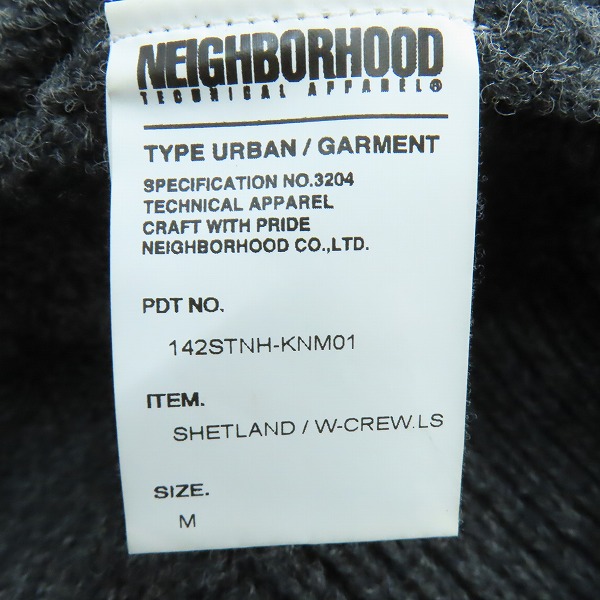 NEIGHBORHOOD
TECHNICAL APPAREL®
TYPE URBAN / GARMENT
SPECIFICATION NO.3204
TECHNICAL APPAREL
CRAFT WITH PRIDE
NEIGHBORHOOD CO.,LTD.
PDT NO.
142STNH-KNM01
ITEM.
SHETLAND / W-CREW.LS
SIZE.
M